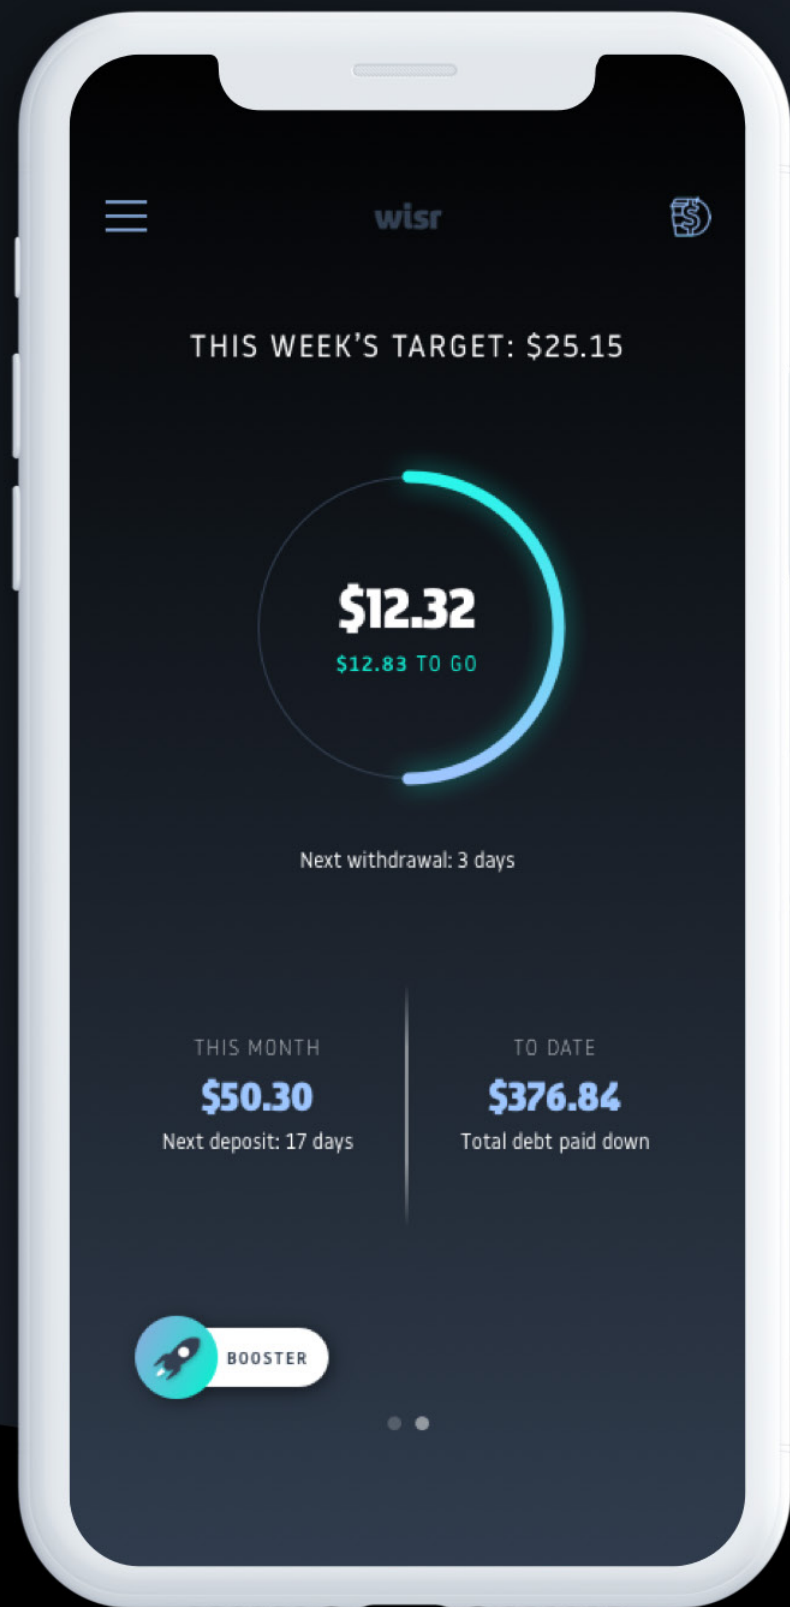 wisr
THIS WEEK'S TARGET: $25.15
$12.32
$12.83 TO GO
Next withdrawal: 3 days
THIS MONTH
$50.30
Next deposit: 17 days
TO DATE
$376.84
Total debt paid down
BOOSTER